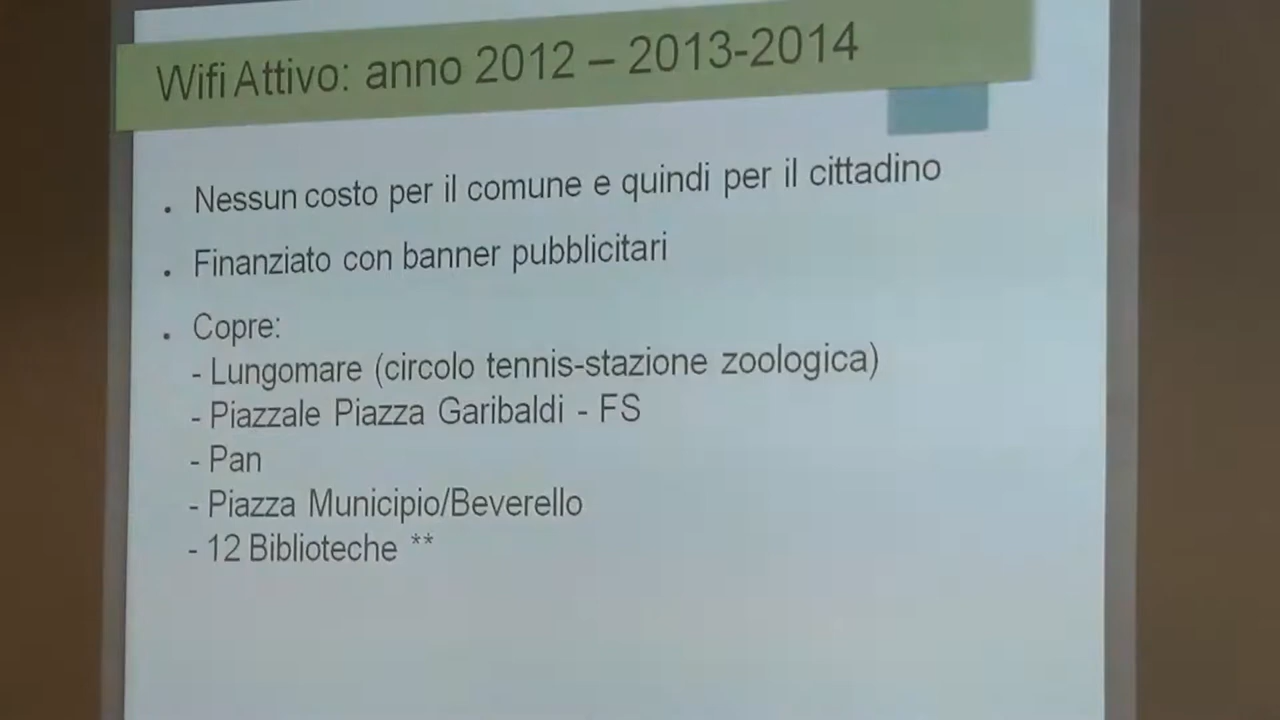 Wifi Attivo: anno 2012 – 2013-2014
. Nessun costo per il comune e quindi per il cittadino
. Finanziato con banner pubblicitari
. Copre:
- Lungomare (circolo tennis-stazione zoologica)
- Piazzale Piazza Garibaldi - FS
- Pan
- Piazza Municipio/Beverello
- 12 Biblioteche **